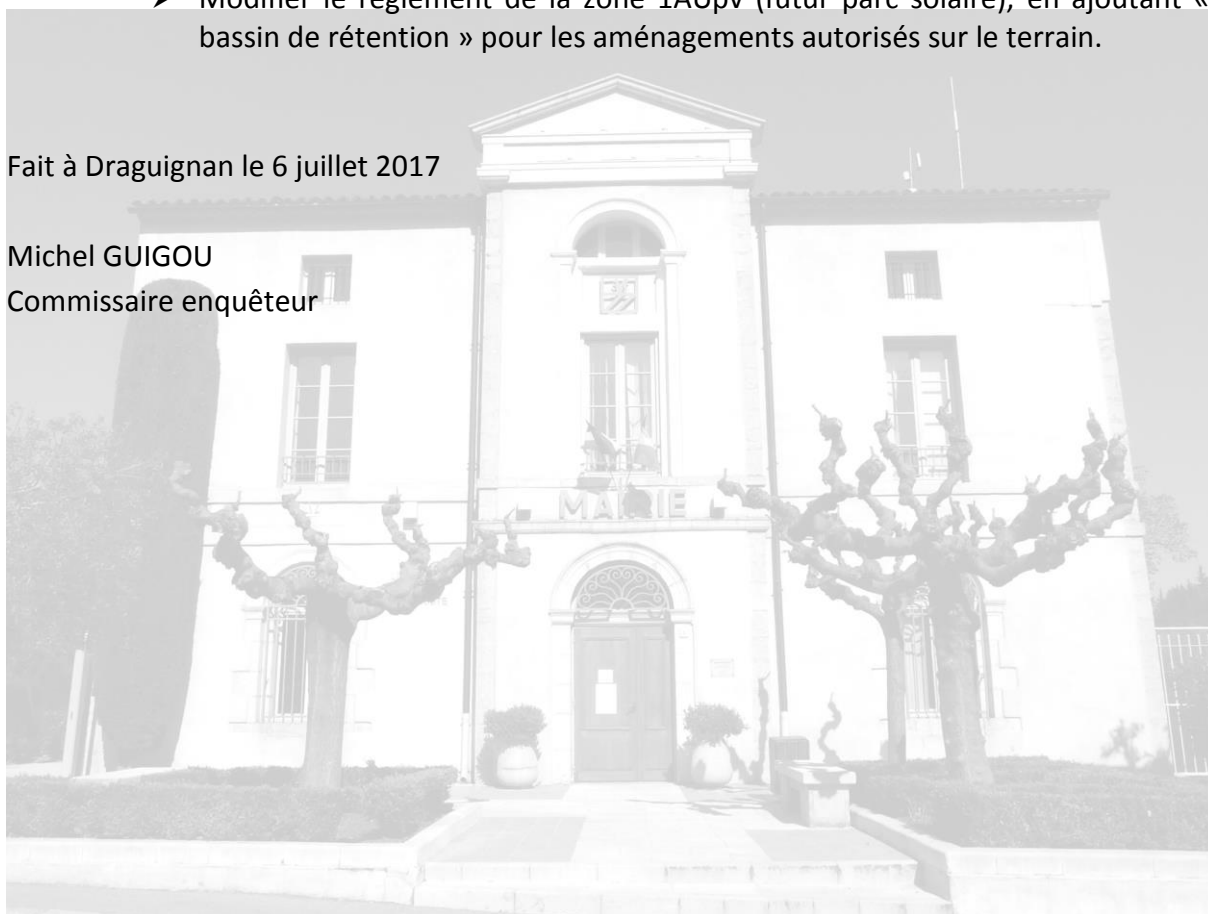 ➢ Modifier le règlement de la zone 1AUpv (futur parc solaire), en ajoutant «
bassin de rétention » pour les aménagements autorisés sur le terrain.
Fait à Draguignan le 6 juillet 2017
Michel GUIGOU
Commissaire enquêteur
MAIRIE